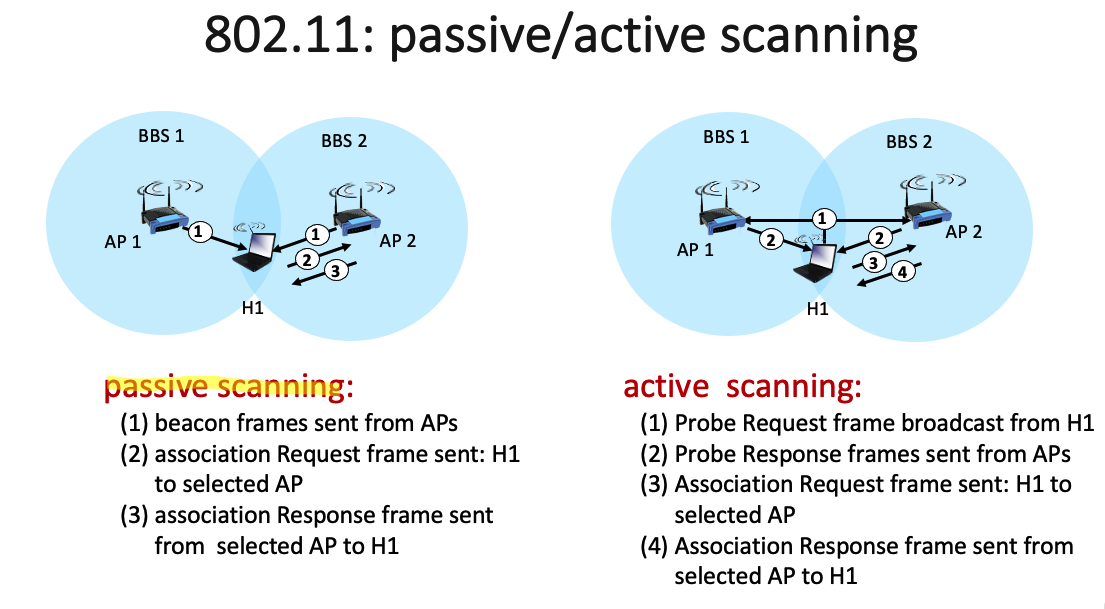 802.11: passive/active scanning
BBS 1
BBS 2
AP 1
1
1
2
3
AP 2
H1
BBS 1
BBS 2
AP 1
1
2
2
3
4
AP 2
H1
passive scanning:
(1) beacon frames sent from APs
(2) association Request frame sent: H1
to selected AP
(3) association Response frame sent
from selected AP to H1
active scanning:
(1) Probe Request frame broadcast from H1
(2) Probe Response frames sent from APs
(3) Association Request frame sent: H1 to
selected AP
(4) Association Response frame sent from
selected AP to H1